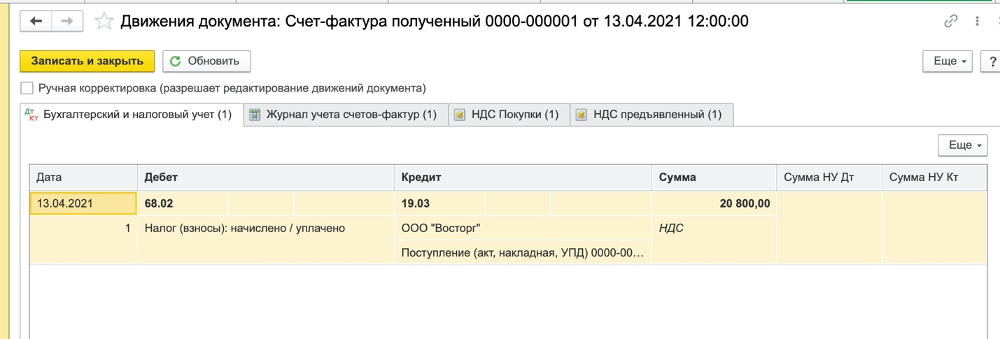 Движения документа: Счет-фактура полученный 0000-000001 от 13.04.2021 12:00:00
Записать и закрыть Обновить Еще ?
Ручная корректировка (разрешает редактирование движений документа)
Дт Кт Бухгалтерский и налоговый учет (1) Журнал учета счетов-фактур (1) НДС Покупки (1) НДС предъявленный (1)
Еще
Дата Дебет Кредит Сумма Сумма НУ Дт Сумма НУ Кт
13.04.2021 68.02 19.03 20 800,00
1 Налог (взносы): начислено / уплачено ООО "Восторг" НДС
Поступление (акт, накладная, УПД) 0000-00...